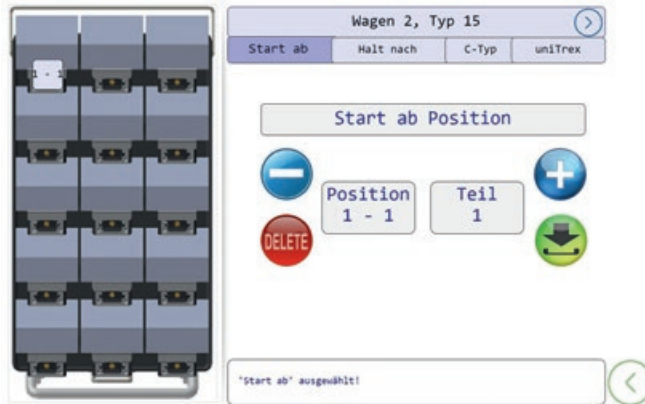 Wagen 2, Typ 15
Start ab
Halt nach
C-Typ
uniTrex
1 - 1
Start ab Position
Position
1 - 1
Teil
1
DELETE
"Start ab" ausgewählt!